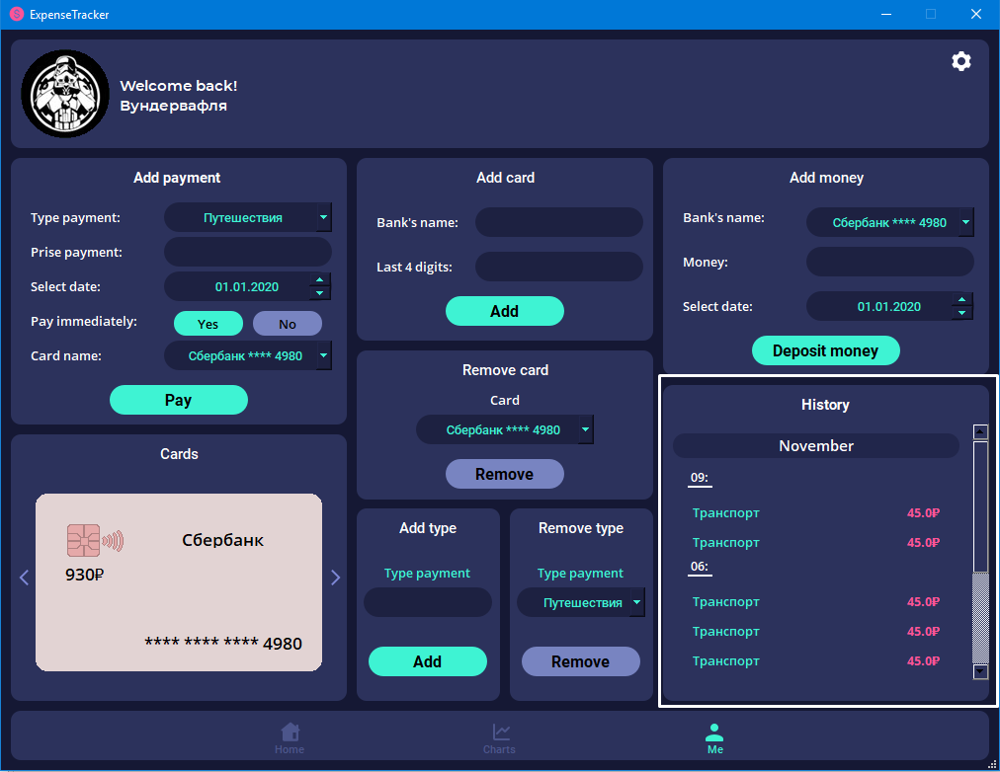 ExpenseTracker
Welcome back!
Вундервафля
Add payment
Type payment: Путешествия
Prise payment:
Select date: 01.01.2020
Pay immediately: Yes No
Card name: Сбербанк **** 4980
Pay
Add card
Bank's name:
Last 4 digits:
Add
Add money
Bank's name: Сбербанк **** 4980
Money:
Select date: 01.01.2020
Deposit money
Remove card
Card
Сбербанк **** 4980
Remove
Cards
Сбербанк
930₽
**** **** **** 4980
Add type
Type payment
Add
Remove type
Type payment
Путешествия
Remove
History
November
09:
Транспорт 45.0₽
Транспорт 45.0₽
06:
Транспорт 45.0₽
Транспорт 45.0₽
Транспорт 45.0₽
Home Charts Me